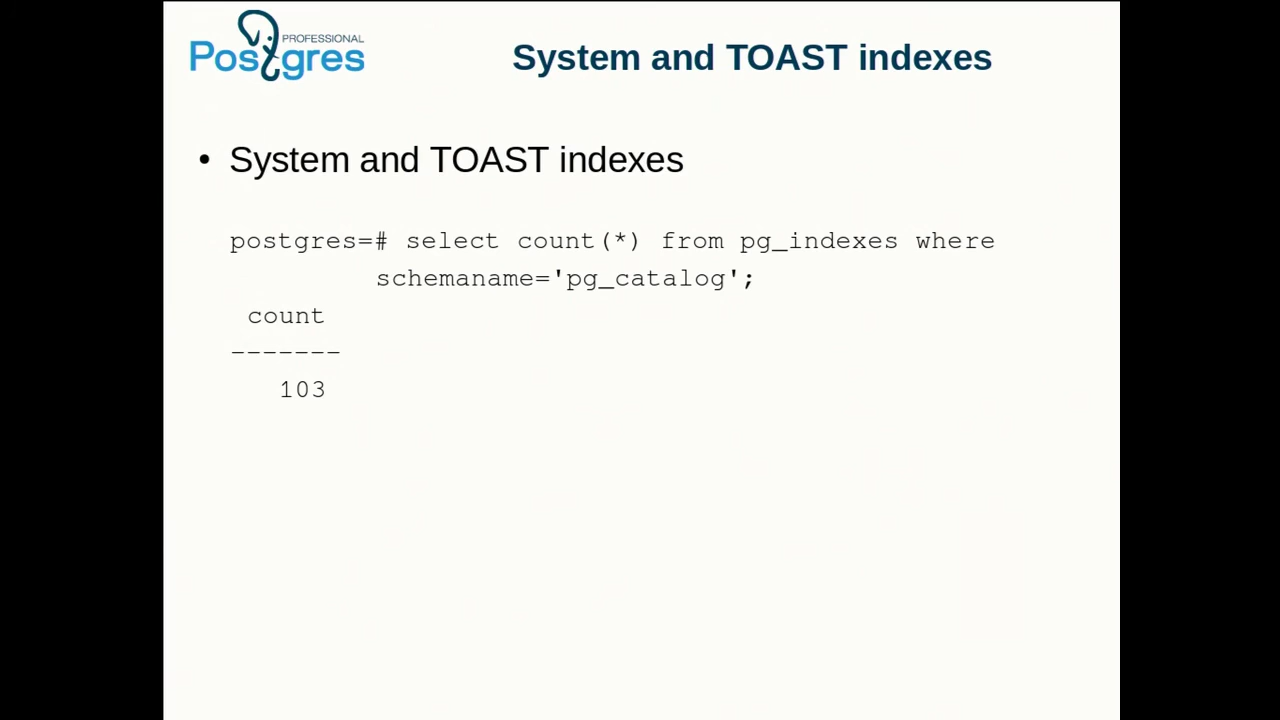 PROFESSIONAL
Postgres
System and TOAST indexes
• System and TOAST indexes
postgres=# select count(*) from pg_indexes where
schemaname='pg_catalog';
count
-------
103